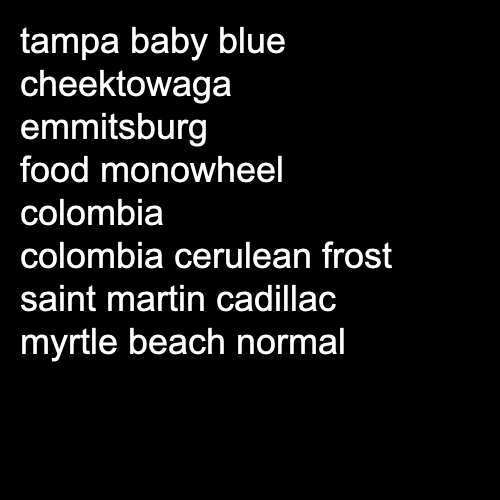 tampa baby blue
cheektowaga
emmitsburg
food monowheel
colombia
colombia cerulean frost
saint martin cadillac
myrtle beach normal